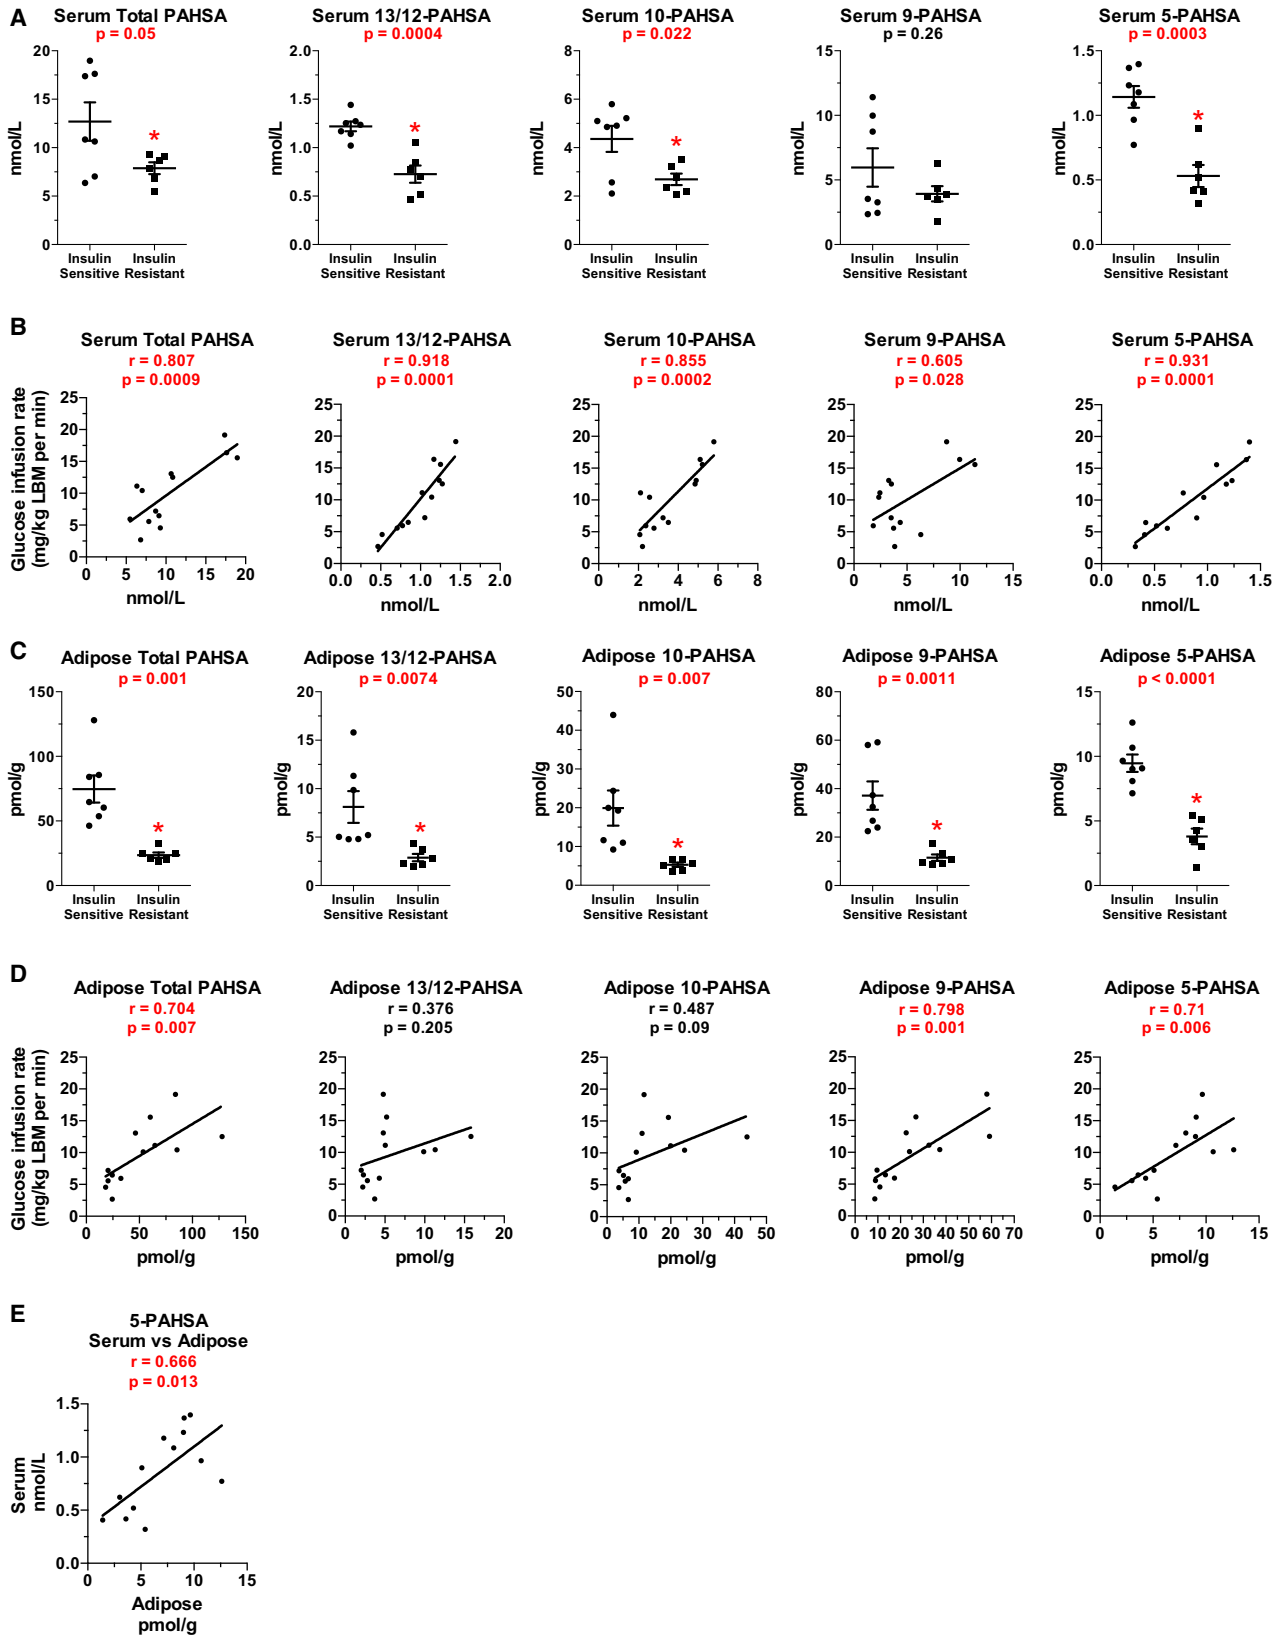 A
Serum Total PAHSA
p = 0.05
20
15
10
5
0
nmol/L
*
Insulin Sensitive
Insulin Resistant
Serum 13/12-PAHSA
p = 0.0004
2.0
1.5
1.0
0.5
0.0
nmol/L
*
Insulin Sensitive
Insulin Resistant
Serum 10-PAHSA
p = 0.022
8
6
4
2
0
nmol/L
*
Insulin Sensitive
Insulin Resistant
Serum 9-PAHSA
p = 0.26
15
10
5
0
nmol/L
Insulin Sensitive
Insulin Resistant
Serum 5-PAHSA
p = 0.0003
1.5
1.0
0.5
0.0
nmol/L
*
Insulin Sensitive
Insulin Resistant
B
Serum Total PAHSA
r = 0.807
p = 0.0009
Glucose infusion rate
(mg/kg LBM per min)
25
20
15
10
5
0
0 5 10 15 20
nmol/L
Serum 13/12-PAHSA
r = 0.918
p = 0.0001
25
20
15
10
5
0
0.0 0.5 1.0 1.5 2.0
nmol/L
Serum 10-PAHSA
r = 0.855
p = 0.0002
25
20
15
10
5
0
0 2 4 6 8
nmol/L
Serum 9-PAHSA
r = 0.605
p = 0.028
25
20
15
10
5
0
0 5 10 15
nmol/L
Serum 5-PAHSA
r = 0.931
p = 0.0001
25
20
15
10
5
0
0.0 0.5 1.0 1.5
nmol/L
C
Adipose Total PAHSA
p = 0.001
150
100
50
0
pmol/g
*
Insulin Sensitive
Insulin Resistant
Adipose 13/12-PAHSA
p = 0.0074
20
15
10
5
0
pmol/g
*
Insulin Sensitive
Insulin Resistant
Adipose 10-PAHSA
p = 0.007
50
40
30
20
10
0
pmol/g
*
Insulin Sensitive
Insulin Resistant
Adipose 9-PAHSA
p = 0.0011
80
60
40
20
0
pmol/g
*
Insulin Sensitive
Insulin Resistant
Adipose 5-PAHSA
p < 0.0001
15
10
5
0
pmol/g
*
Insulin Sensitive
Insulin Resistant
D
Adipose Total PAHSA
r = 0.704
p = 0.007
Glucose infusion rate
(mg/kg LBM per min)
25
20
15
10
5
0
0 50 100 150
pmol/g
Adipose 13/12-PAHSA
r = 0.376
p = 0.205
25
20
15
10
5
0
0 5 10 15 20
pmol/g
Adipose 10-PAHSA
r = 0.487
p = 0.09
25
20
15
10
5
0
0 10 20 30 40 50
pmol/g
Adipose 9-PAHSA
r = 0.798
p = 0.001
25
20
15
10
5
0
0 10 20 30 40 50 60 70
pmol/g
Adipose 5-PAHSA
r = 0.71
p = 0.006
25
20
15
10
5
0
0 5 10 15
pmol/g
E
5-PAHSA
Serum vs Adipose
r = 0.666
p = 0.013
Serum
nmol/L
1.5
1.0
0.5
0.0
0 5 10 15
Adipose
pmol/g